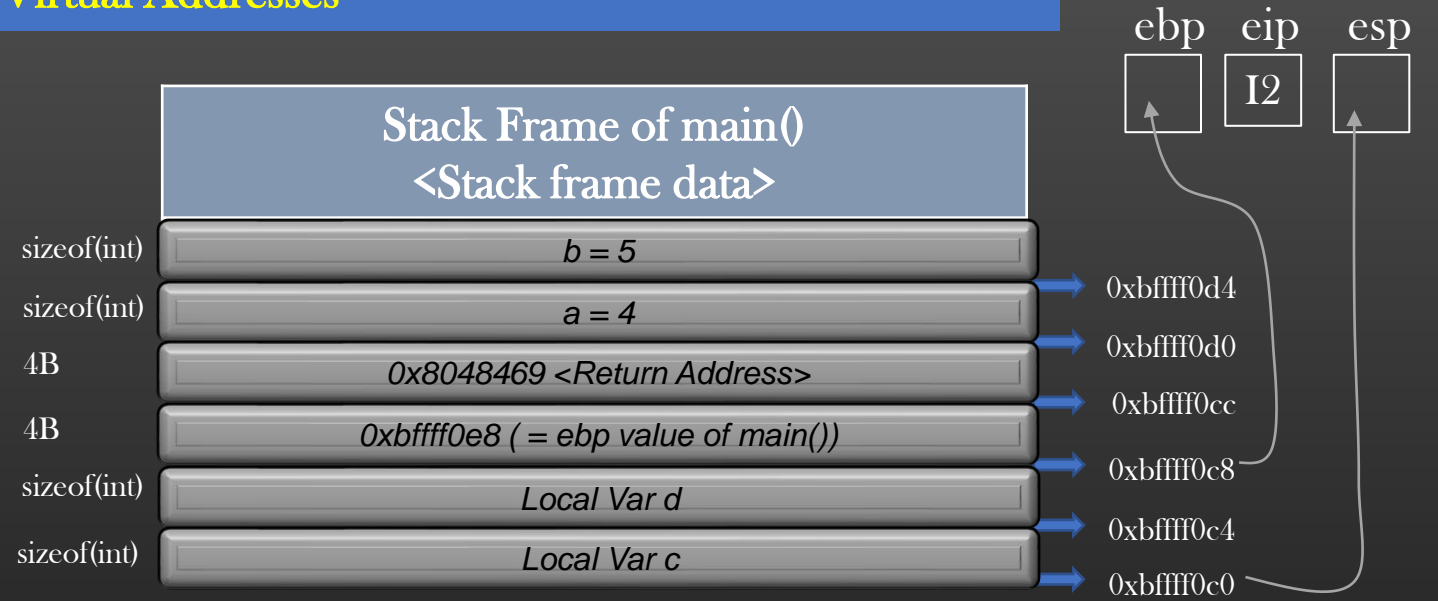 Virtual Addresses
ebp eip esp
I2
Stack Frame of main()
<Stack frame data>
sizeof(int) b = 5
0xbffff0d4
sizeof(int) a = 4
0xbffff0d0
4B 0x8048469 <Return Address>
0xbffff0cc
4B 0xbffff0e8 ( = ebp value of main())
0xbffff0c8
sizeof(int) Local Var d
0xbffff0c4
sizeof(int) Local Var c
0xbffff0c0